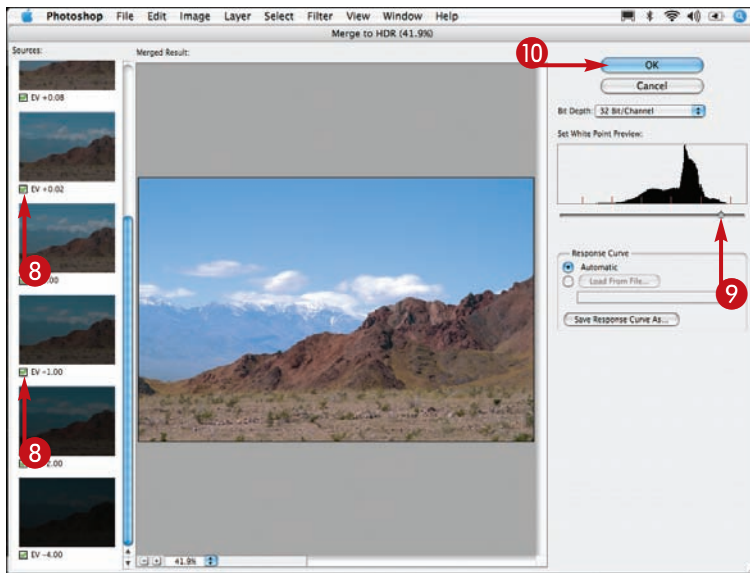 Photoshop File Edit Image Layer Select Filter View Window Help
Merge to HDR (41.9%)
Sources:
Merged Result:
EV +0.08
EV +0.02
.00
EV -1.00
2.00
EV -4.00
8
8
41.9%
10
OK
Cancel
Bit Depth: 32 Bit/Channel
Set White Point Preview:
9
Response Curve
Automatic
Load From File...
Save Response Curve As...